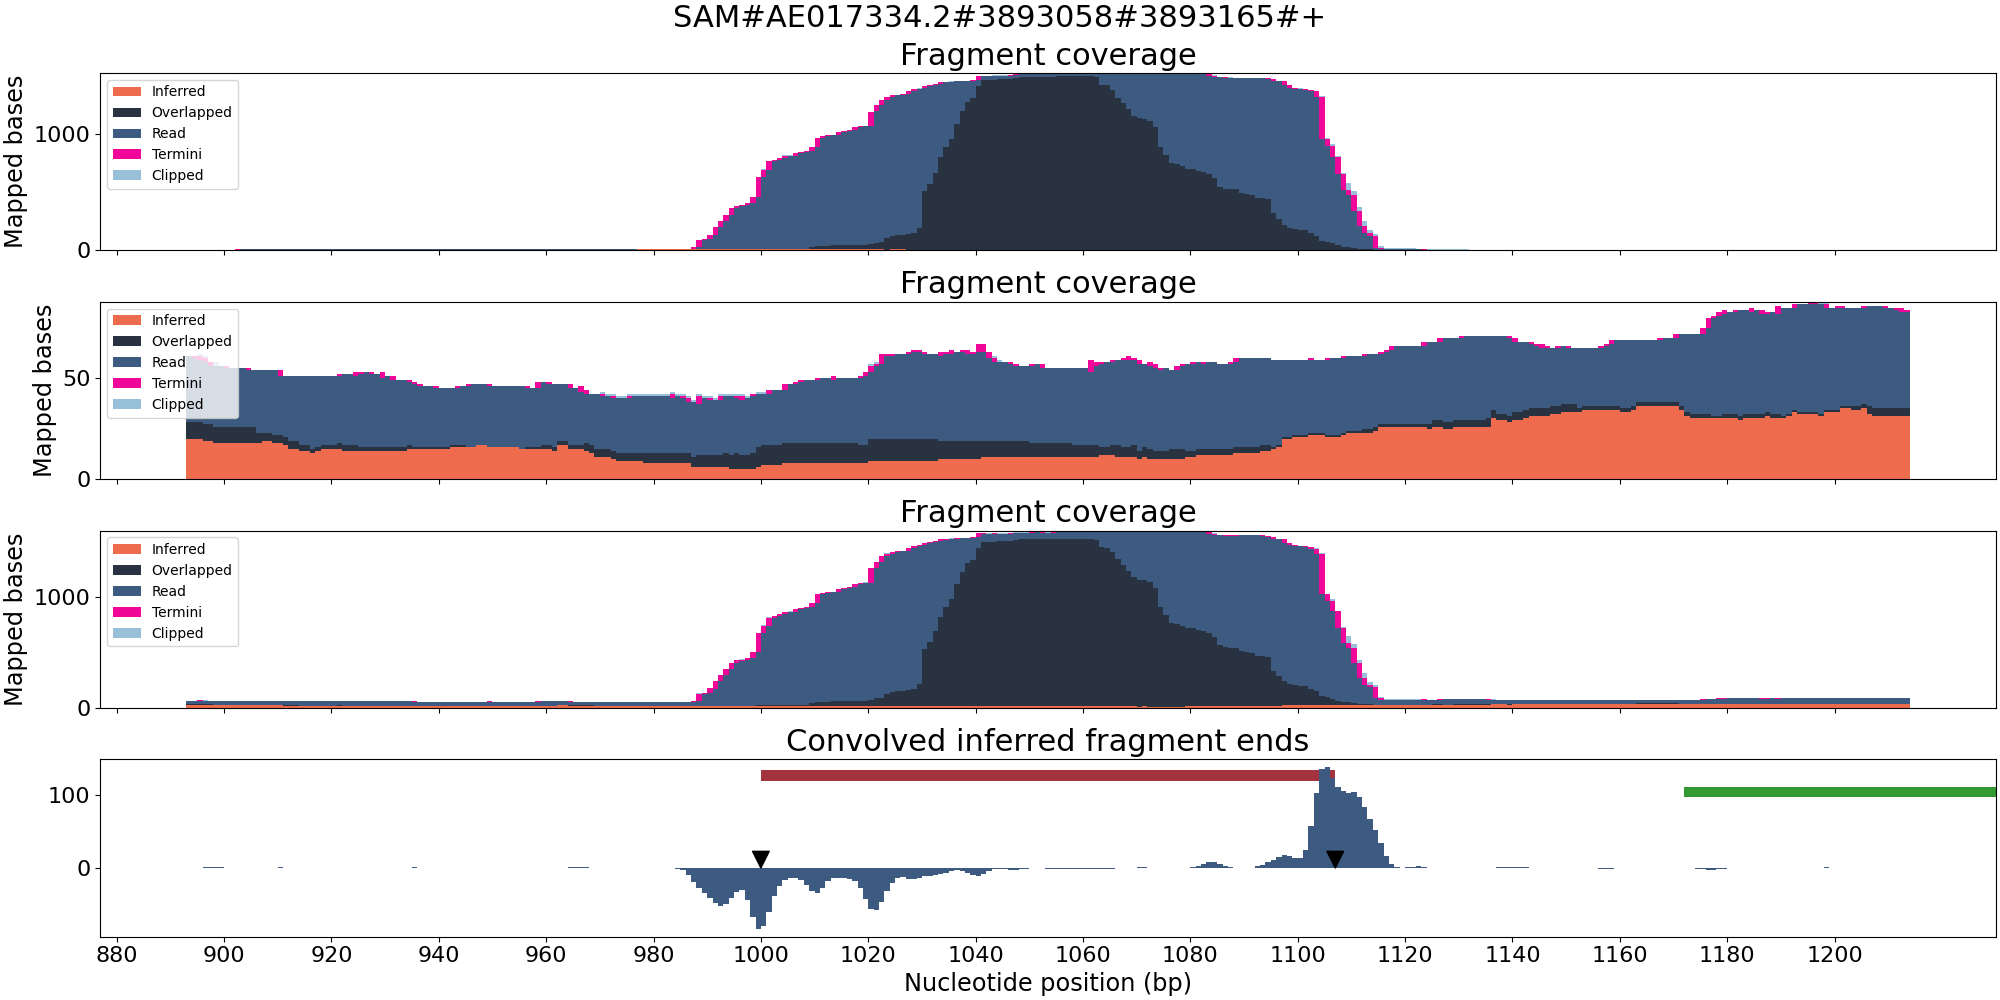 SAM#AE017334.2#3893058#3893165#+
Fragment coverage
Mapped bases
1000
0
Inferred
Overlapped
Read
Termini
Clipped
Fragment coverage
Mapped bases
50
0
Inferred
Overlapped
Read
Termini
Clipped
Fragment coverage
Mapped bases
1000
0
Inferred
Overlapped
Read
Termini
Clipped
Convolved inferred fragment ends
100
0
880 900 920 940 960 980 1000 1020 1040 1060 1080 1100 1120 1140 1160 1180 1200
Nucleotide position (bp)